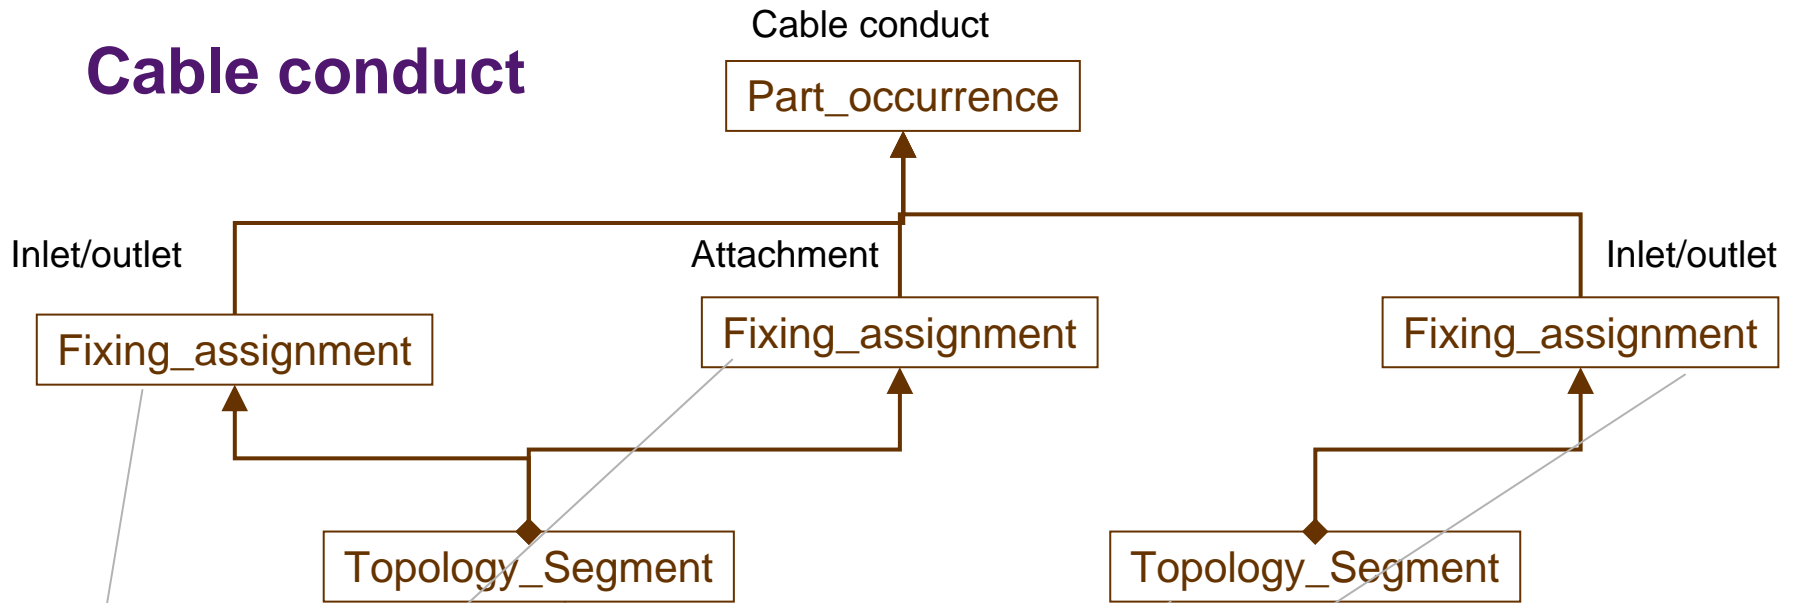 Cable conduct
Cable conduct
Part_occurrence
Inlet/outlet
Attachment
Inlet/outlet
Fixing_assignment
Fixing_assignment
Fixing_assignment
Topology_Segment
Topology_Segment